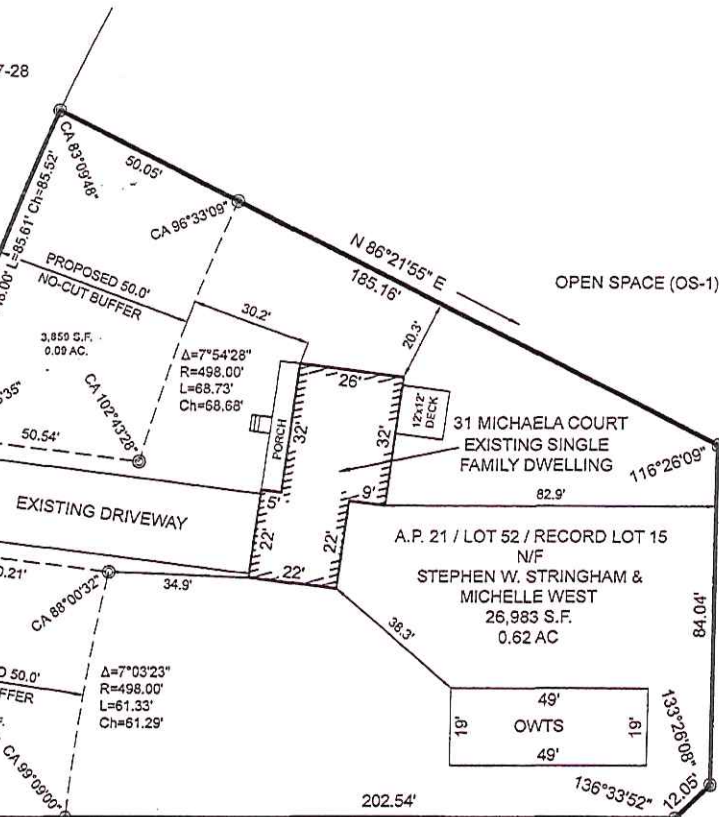 7-28
CA 83°09'48"
50.05'
CA 96°33'09"
L=85.61' Ch=85.52'
N 86°21'55" E
185.16'
OPEN SPACE (OS-1)
PROPOSED 50.0'
NO-CUT BUFFER
30.2'
20.3'
3,859 S.F.
0.09 AC.
Δ=7°54'28"
R=498.00'
L=68.73'
Ch=68.68'
CA 102°43'28"
50.54'
26'
32'
PORCH
32'
12'x12'
DECK
31 MICHAELA COURT
EXISTING SINGLE
FAMILY DWELLING
116°26'09"
9'
82.9'
5'
EXISTING DRIVEWAY
22'
22'
22'
A.P. 21 / LOT 52 / RECORD LOT 15
N/F
STEPHEN W. STRINGHAM &
MICHELLE WEST
26,983 S.F.
0.62 AC
84.04'
0.21'
CA 88°00'32"
34.9'
38.3'
50.0'
FFER
Δ=7°03'23"
R=498.00'
L=61.33'
Ch=61.29'
49'
19'
OWTS
19'
49'
133°26'08"
CA 99°09'00"
202.54'
136°33'52"
12.05'